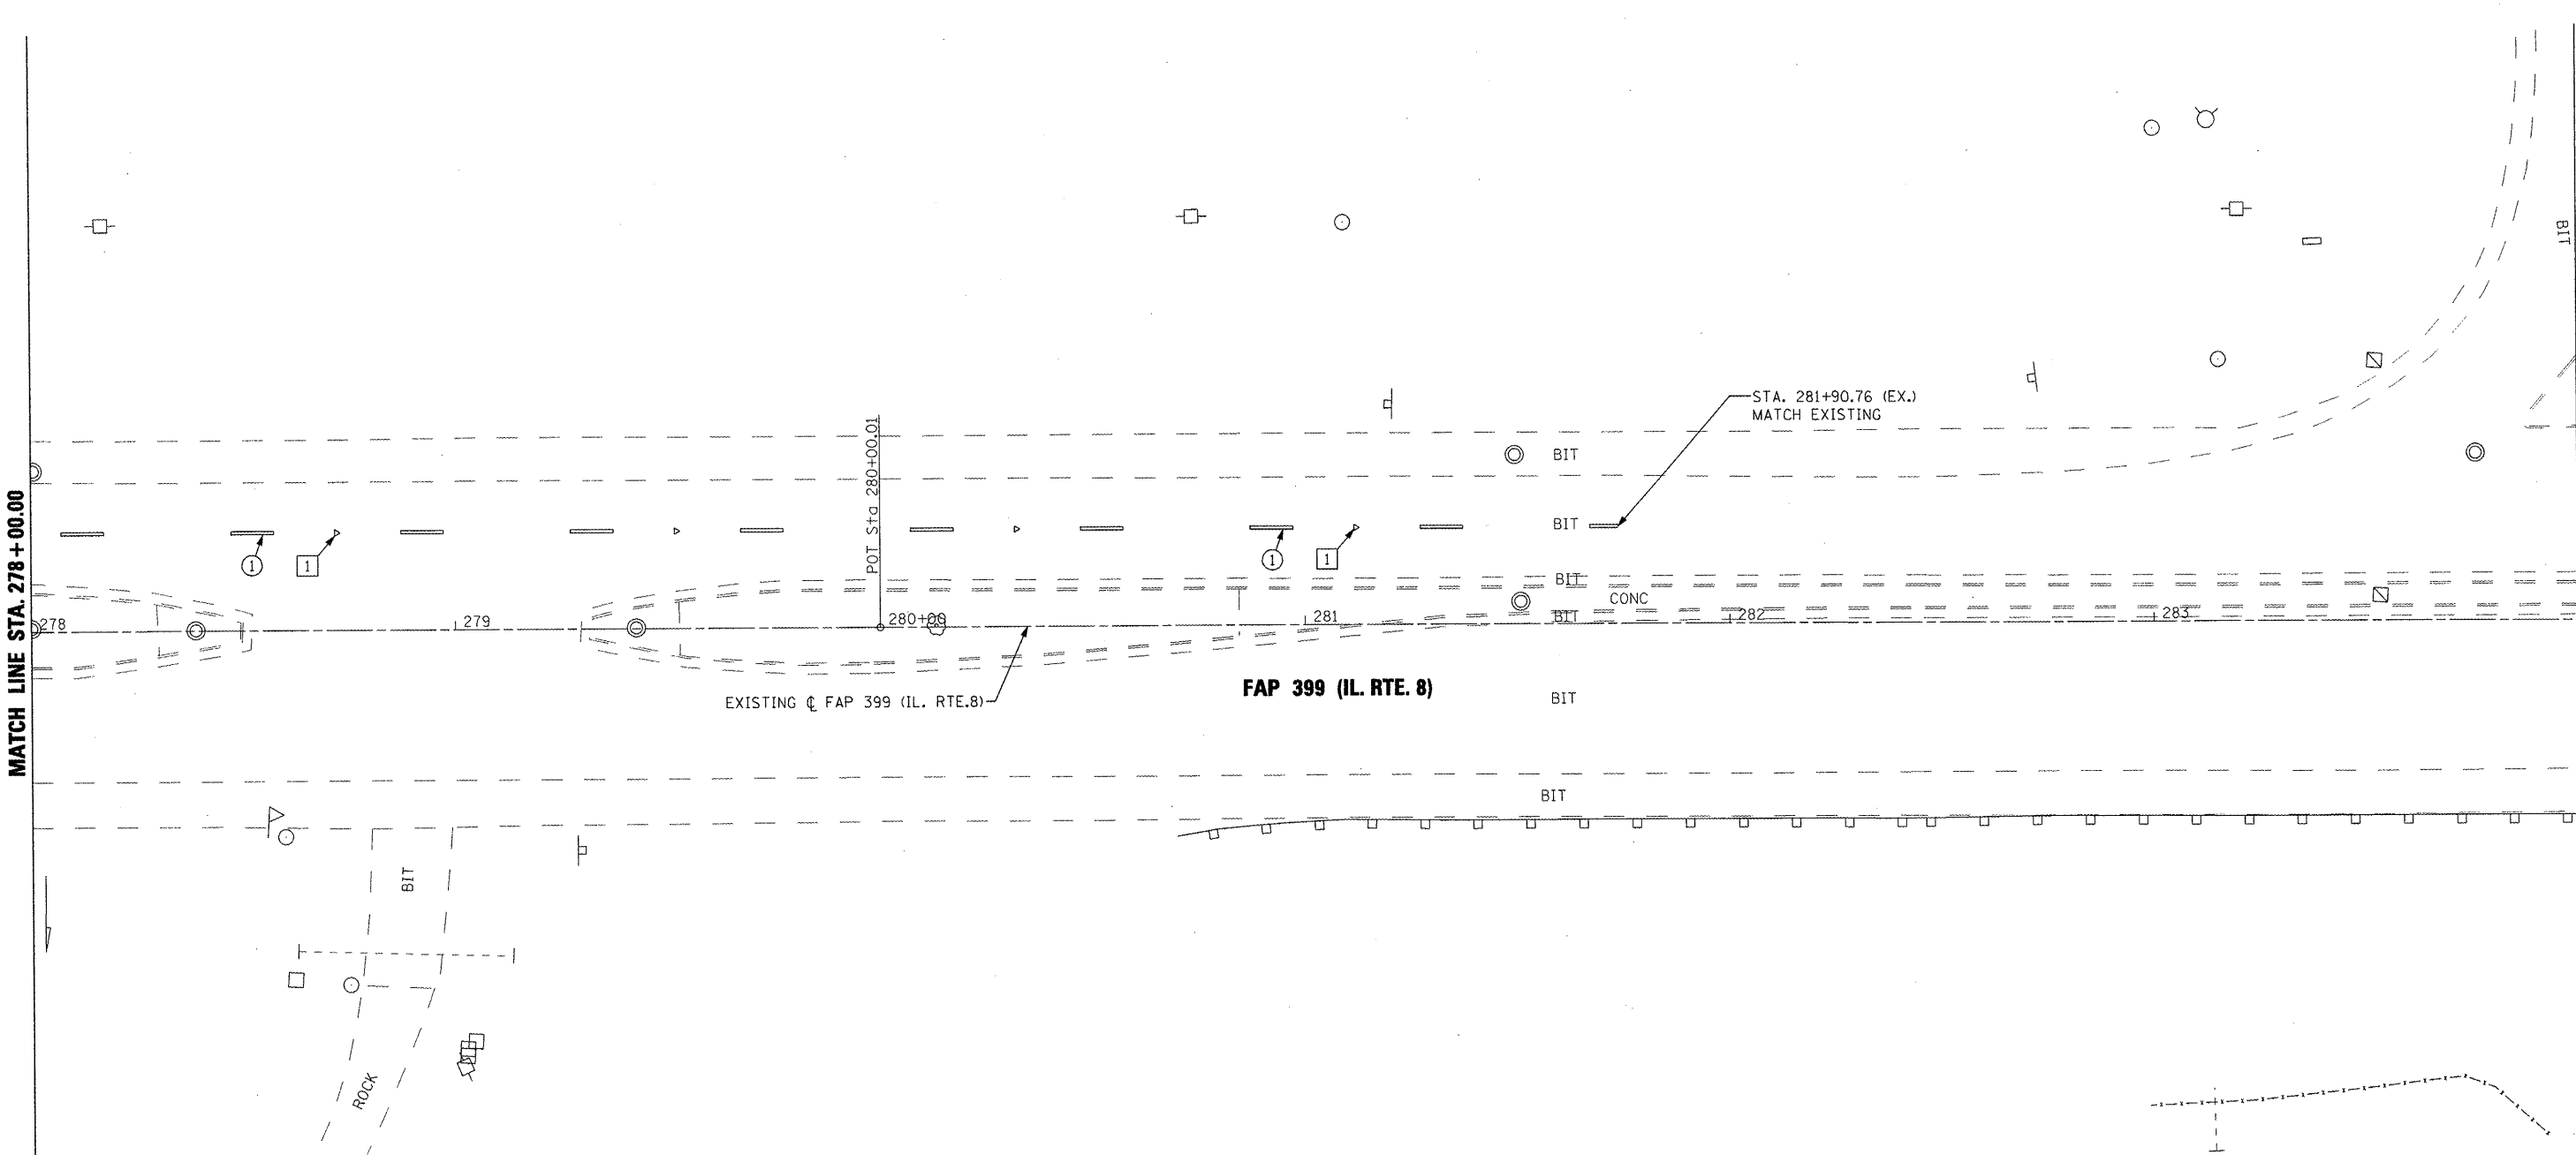 BIT
STA. 281+90.76 (EX.)
MATCH EXISTING
POT Sta 280+00.01
BIT
MATCH LINE STA. 278+00.00
BIT
1
1
1
1
BIT
CONC
278
279
280+00
281
BIT
282
283
EXISTING ℄ FAP 399 (IL. RTE.8)
FAP 399 (IL. RTE. 8)
BIT
BIT
BIT
ROCK